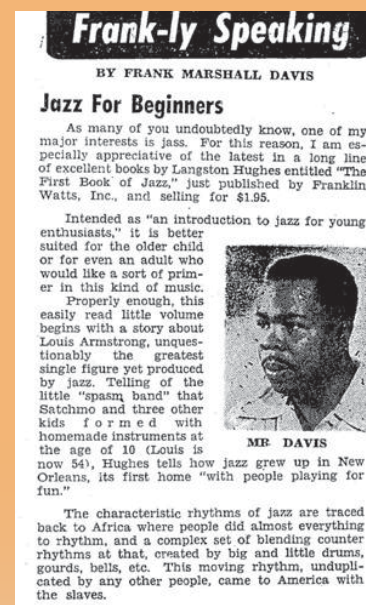 Frank-ly Speaking
BY FRANK MARSHALL DAVIS
Jazz For Beginners
As many of you undoubtedly know, one of my
major interests is jass. For this reason, I am es-
pecially appreciative of the latest in a long line
of excellent books by Langston Hughes entitled "The
First Book of Jazz," just published by Franklin
Watts, Inc., and selling for $1.95.
Intended as "an introduction to jazz for young
enthusiasts," it is better
suited for the older child
or for even an adult who
would like a sort of prim-
er in this kind of music.
Properly enough, this
easily read little volume
begins with a story about
Louis Armstrong, unques-
tionably the greatest
single figure yet produced
by jazz. Telling of the
little "spasm band" that
Satchmo and three other
kids formed with
homemade instruments at
the age of 10 (Louis is
MR. DAVIS
now 54), Hughes tells how jazz grew up in New
Orleans, its first home "with people playing for
fun."
The characteristic rhythms of jazz are traced
back to Africa where people did almost everything
to rhythm, and a complex set of blending counter
rhythms at that, created by big and little drums,
gourds, bells, etc. This moving rhythm, undupli-
cated by any other people, came to America with
the slaves.